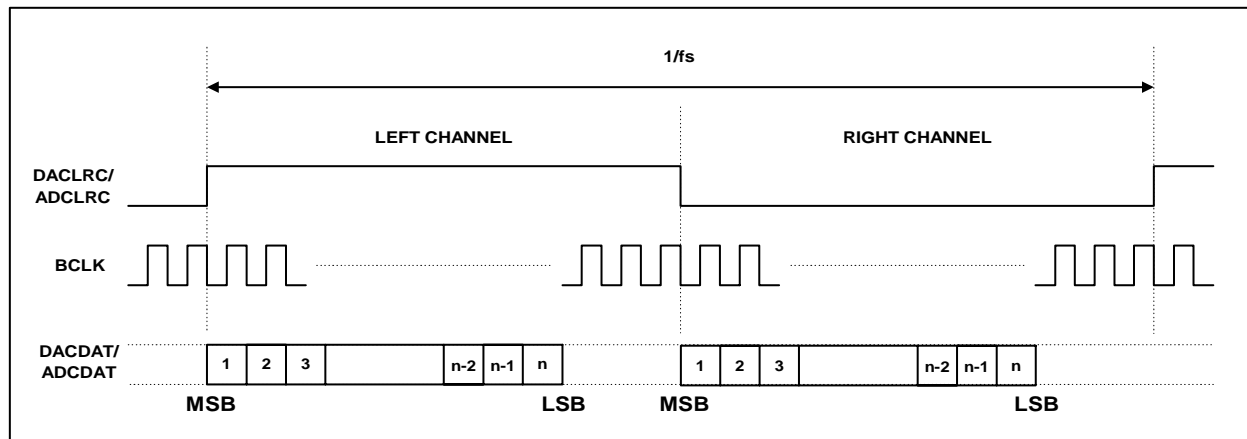 1/fs
LEFT CHANNEL RIGHT CHANNEL
DACLRC/
ADCLRC
BCLK
DACDAT/
ADCDAT
1 2 3 n-2 n-1 n 1 2 3 n-2 n-1 n
MSB LSB MSB LSB